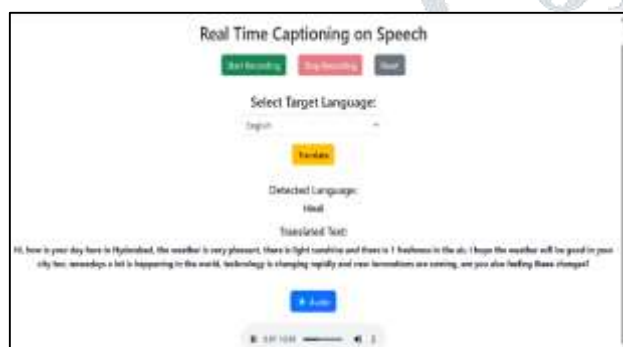 Real Time Captioning on Speech
Start Recording Stop Recording Reset
Select Target Language:
English
Translate
Detected Language:
Hindi
Translated Text:
Hi, how is your day here in Hyderabad, the weather is very pleasant, there is light sunshine and there is 1 freshness in the air, I hope the weather will be good in your
city too, nowadays a lot is happening in the world, technology is changing rapidly and new innovations are coming, are you also feeling these changes?
Audio